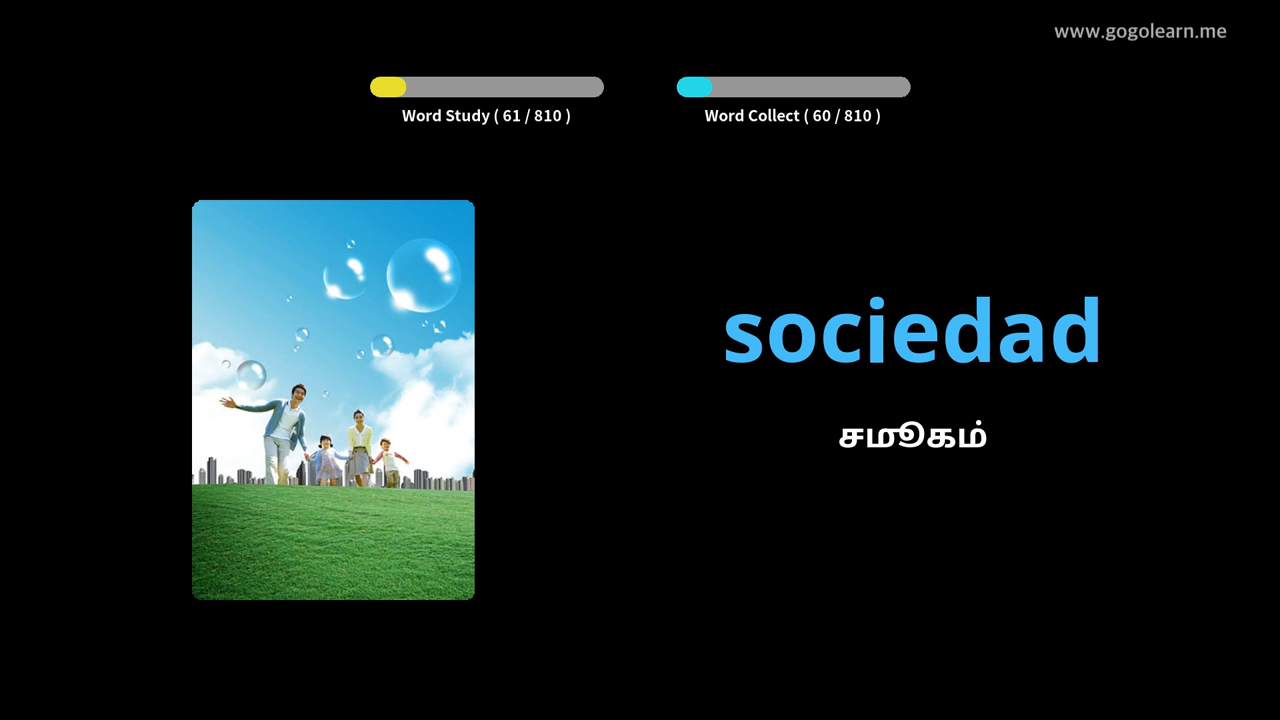 www.gogolearn.me
Word Study ( 61 / 810 )
Word Collect ( 60 / 810 )
sociedad
சமூகம்